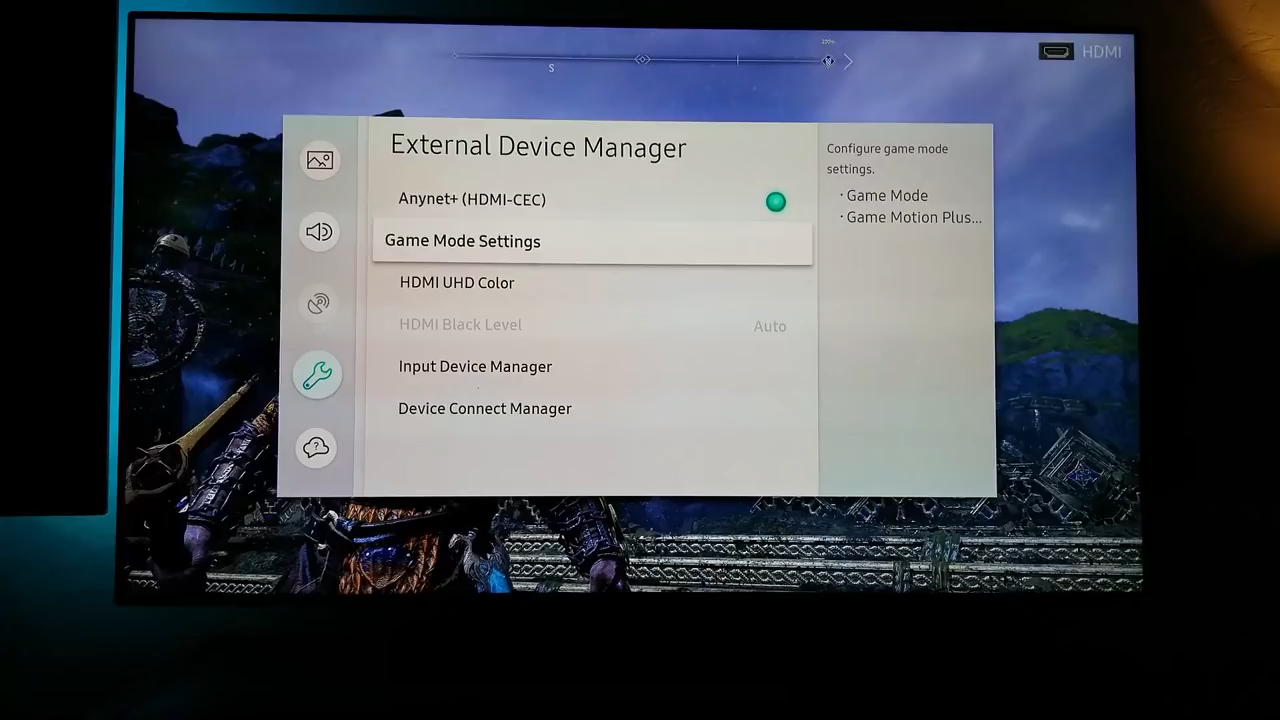 S
HDMI
External Device Manager
Anynet+ (HDMI-CEC)
Game Mode Settings
HDMI UHD Color
HDMI Black Level Auto
Input Device Manager
Device Connect Manager
Configure game mode
settings.
· Game Mode
· Game Motion Plus...